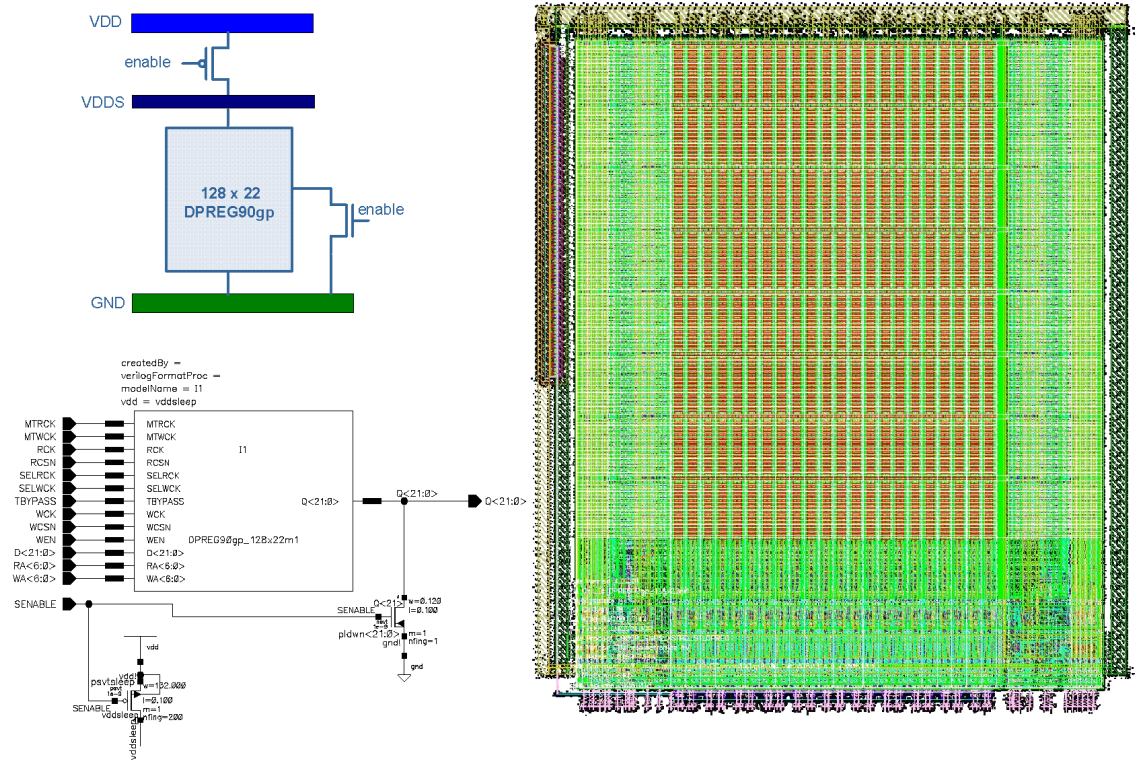 VDD
enable
VDDS
128 x 22
DPREG90gp
enable
GND
createdBy =
verilogFormatProc =
modelName = I1
vdd = vddsleep
MTRCK MTRCK
MTWCK MTWCK
RCK RCK I1
RCSN RCSN
SELRCK SELRCK
SELWCK SELWCK Q<21:0>
TBYPASS TBYPASS Q<21:0> Q<21:0>
WCK WCK
WCSN WCSN
WEN WEN DPREG90gp_128x22m1
D<21:0> D<21:0>
RA<6:0> RA<6:0>
WA<6:0> WA<6:0>
SENABLE
Q<21>
w=0.120
SENABLE
l=0.100
pldwn<21:0>
m=1
gnd!
nfing=1
gnd
vdd
vdd!
psvtsleep
w=132.000
psvt
l=0.100
SENABLE
m=1
vddsleep
nfing=200
vddsleep